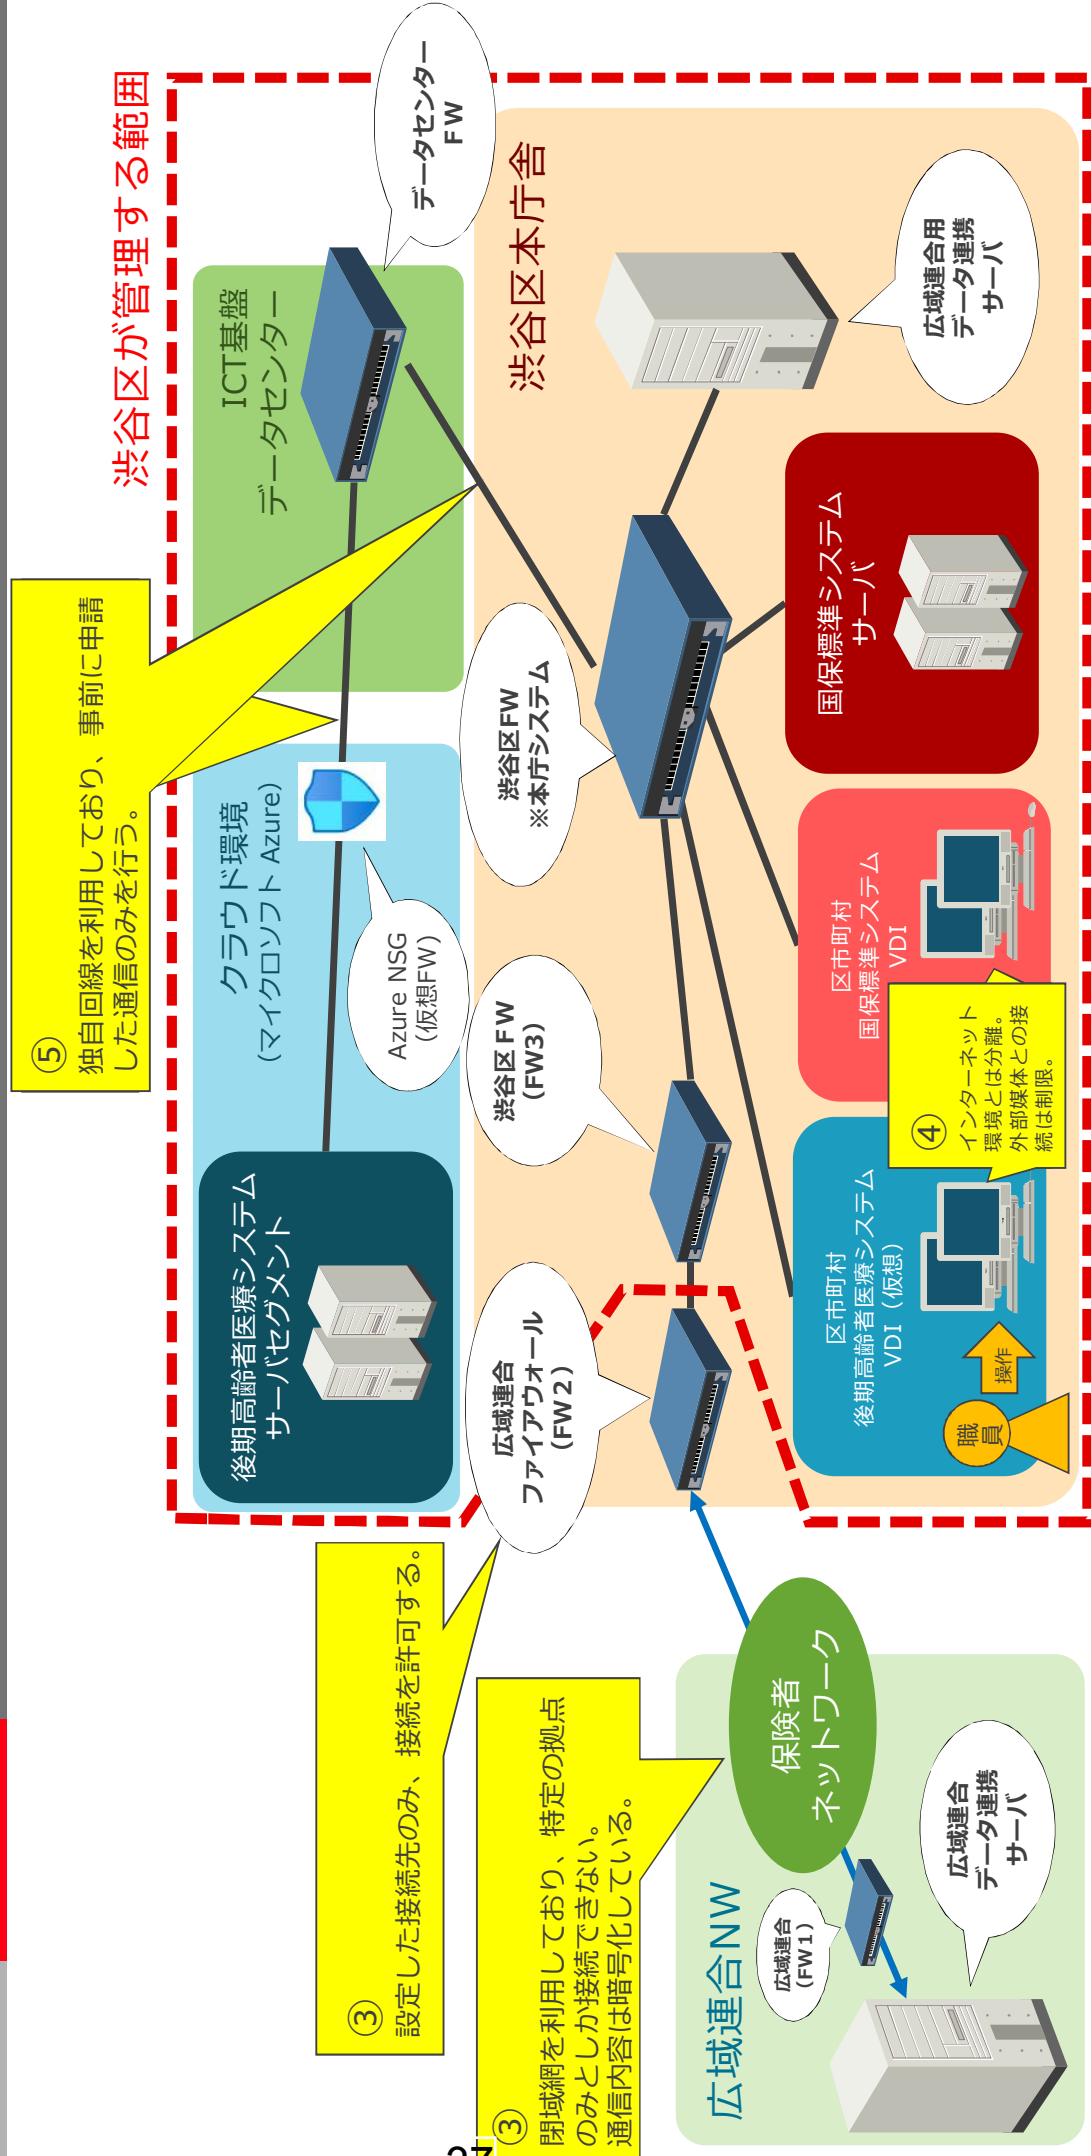 渋谷区が管理する範囲
⑤
独自回線を利用しており、事前に申請
した通信のみを行う。
③
設定した接続先のみ、接続を許可する。
③
閉域網を利用しており、特定の拠点
のみとしか接続できない。
通信内容は暗号化している。
クラウド環境
(マイクロソフト Azure)
後期高齢者医療システム
サーバセグメント
Azure NSG
(仮想FW)
ICT基盤
データセンター
データセンター
FW
渋谷区本庁舎
広域連合
ファイアウォール
(FW２)
渋谷区 FW
(FW3)
渋谷区FW
※本庁システム
広域連合用
データ連携
サーバ
国保標準システム
サーバ
区市町村
国保標準システム
VDI
区市町村
後期高齢者医療システム
VDI（仮想）
④
インターネット
環境とは分離。
外部媒体との接
続は制限。
職
員
操作
広域連合NW
保険者
ネットワーク
広域連合
(FW１)
広域連合
データ連携
サーバ